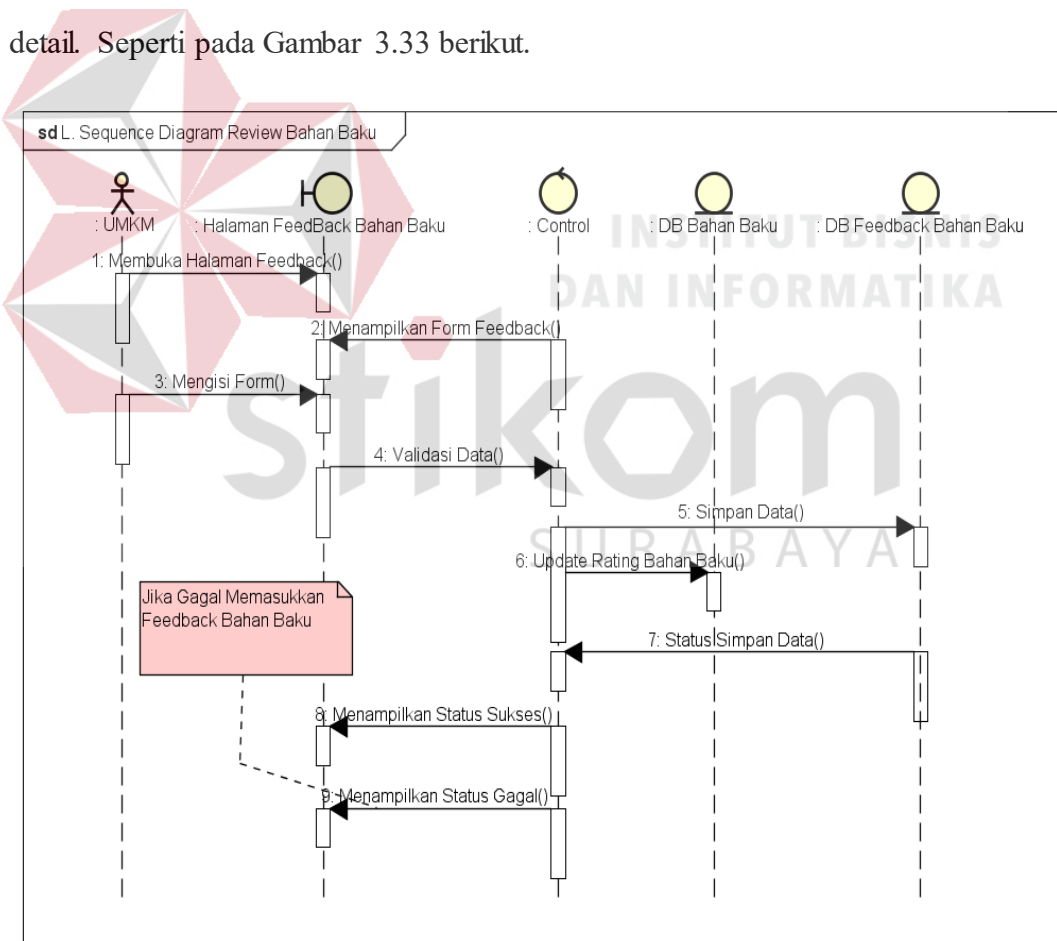 detail. Seperti pada Gambar 3.33 berikut.
sd L. Sequence Diagram Review Bahan Baku
: UMKM
: Halaman FeedBack Bahan Baku
: Control
: DB Bahan Baku
: DB Feedback Bahan Baku
INSTITUT BISNIS
DAN INFORMATIKA
1: Membuka Halaman Feedback()
2: Menampilkan Form Feedback()
3: Mengisi Form()
stikom
4: Validasi Data()
5: Simpan Data()
SURABAYA
6: Update Rating Bahan Baku()
Jika Gagal Memasukkan
Feedback Bahan Baku
7: Status Simpan Data()
8: Menampilkan Status Sukses()
9: Menampilkan Status Gagal()